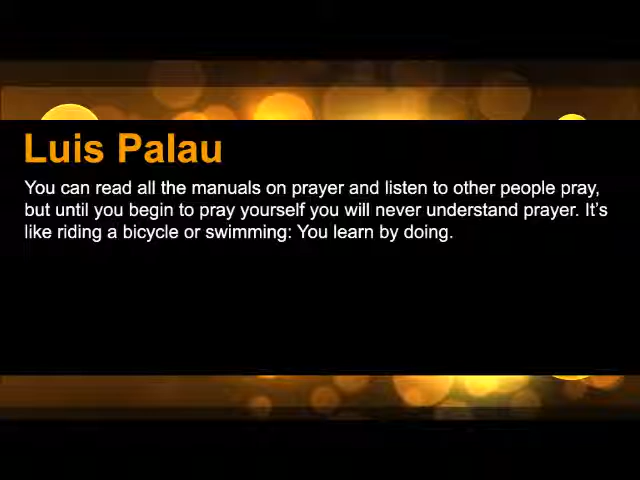 Luis Palau
You can read all the manuals on prayer and listen to other people pray,
but until you begin to pray yourself you will never understand prayer. It’s
like riding a bicycle or swimming: You learn by doing.